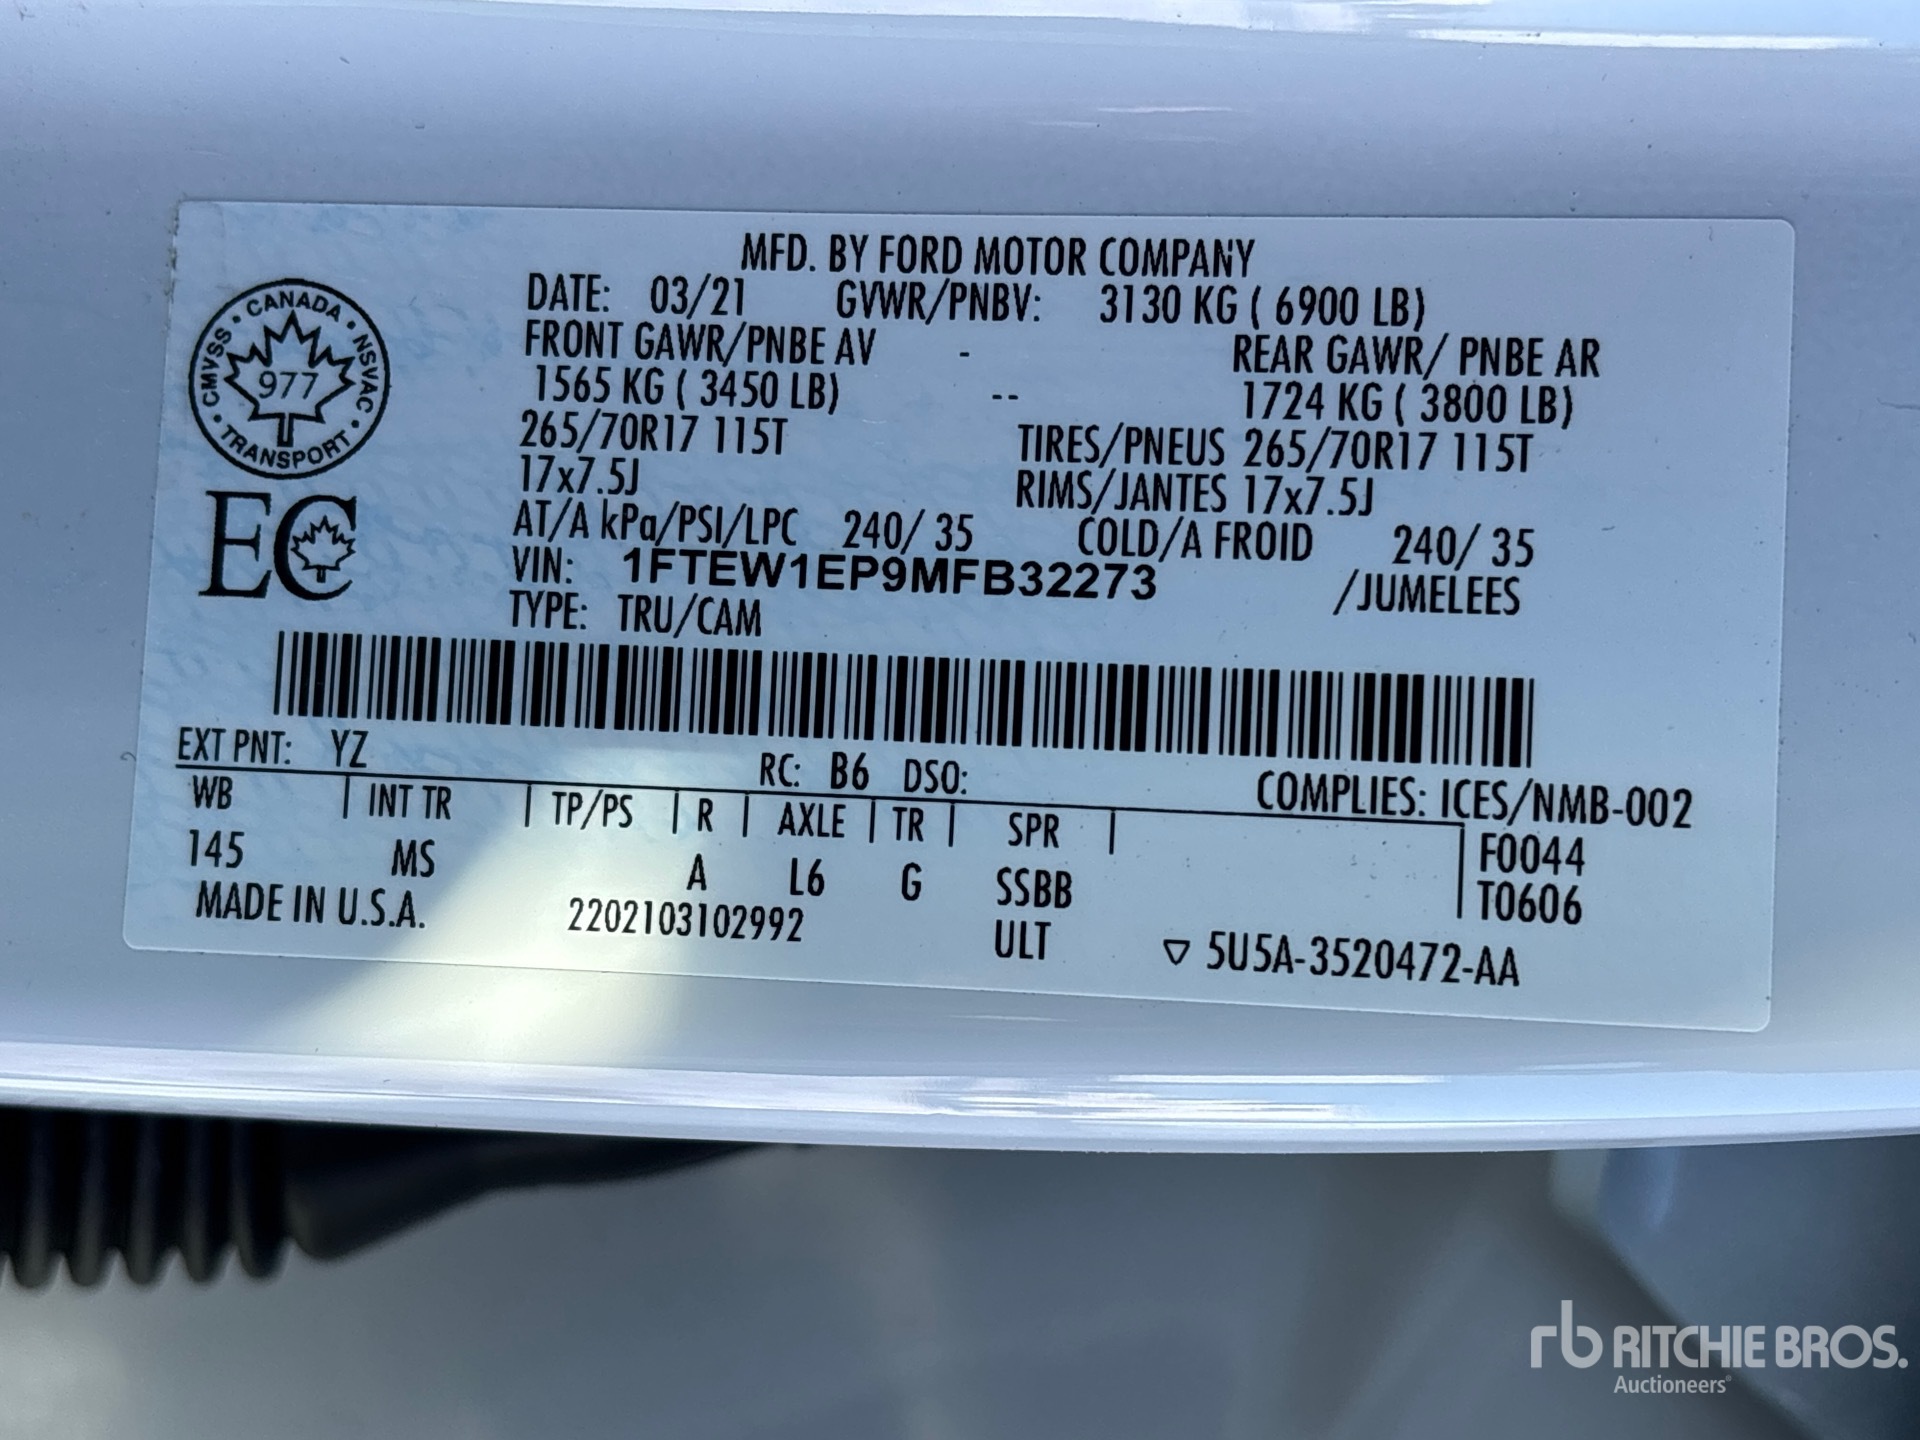 MFD. BY FORD MOTOR COMPANY
DATE: 03/21 GVWR/PNBV: 3130 KG ( 6900 LB)
FRONT GAWR/PNBE AV - REAR GAWR/ PNBE AR
1565 KG ( 3450 LB) -- 1724 KG ( 3800 LB)
265/70R17 115T TIRES/PNEUS 265/70R17 115T
17x7.5J RIMS/JANTES 17x7.5J
AT/A kPa/PSI/LPC 240/ 35 COLD/A FROID 240/ 35
VIN: 1FTEW1EP9MFB32273 /JUMELEES
TYPE: TRU/CAM
CANADA • NSVAC • TRANSPORT • CMVSS •
977
EC
EXT PNT: YZ RC: B6 DSO: COMPLIES: ICES/NMB-002
WB | INT TR | TP/PS | R | AXLE | TR | SPR | F0044
145 MS A L6 G SSBB T0606
MADE IN U.S.A. 2202103102992 ULT ▽ 5U5A-3520472-AA
rb RITCHIE BROS.
Auctioneers®